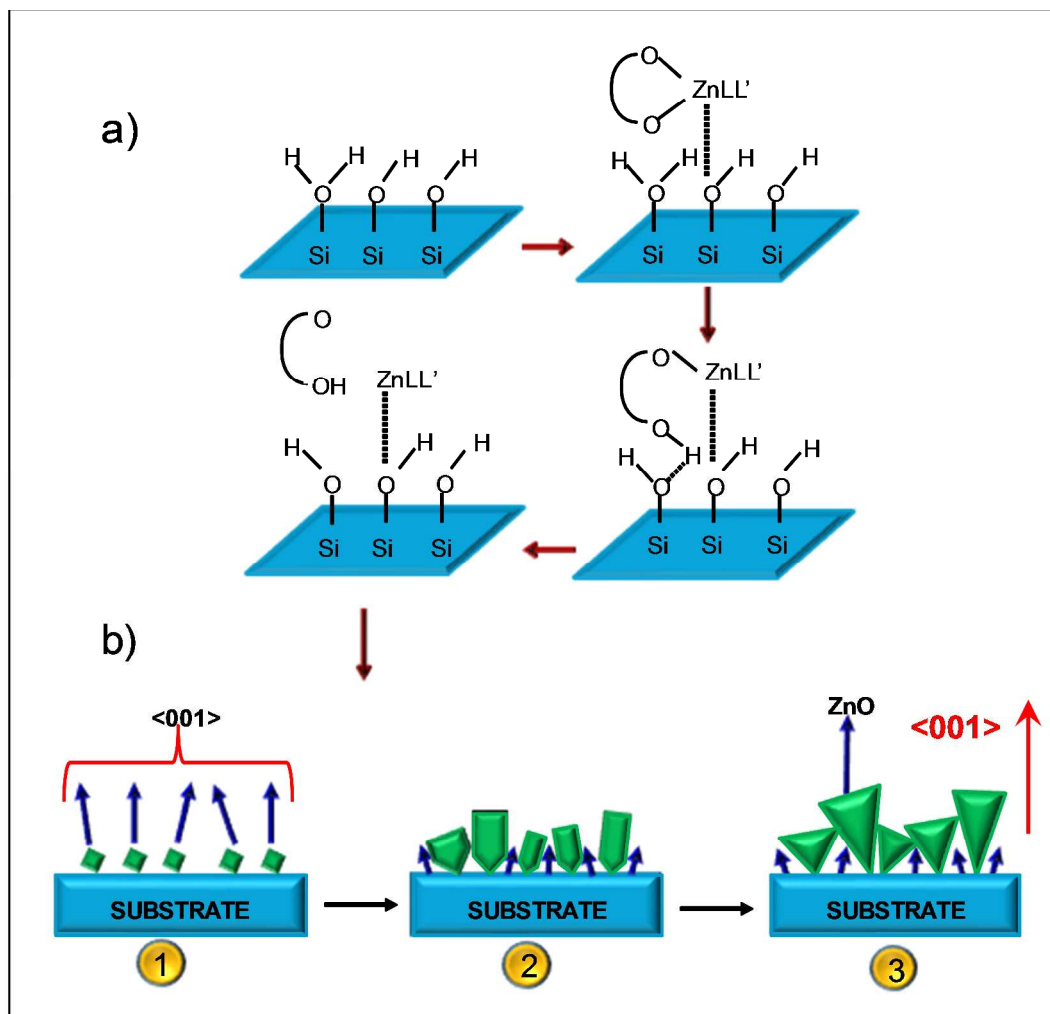 a)
H H H H
O O O
Si Si Si
O
ZnLL'
O
H H H H
O O O
Si Si Si
O
ZnLL'
O
H H H H
O O O
Si Si Si
O
OH
ZnLL'
H H H
O O O
Si Si Si
b)
<001>
SUBSTRATE
1
SUBSTRATE
2
ZnO
<001>
SUBSTRATE
3